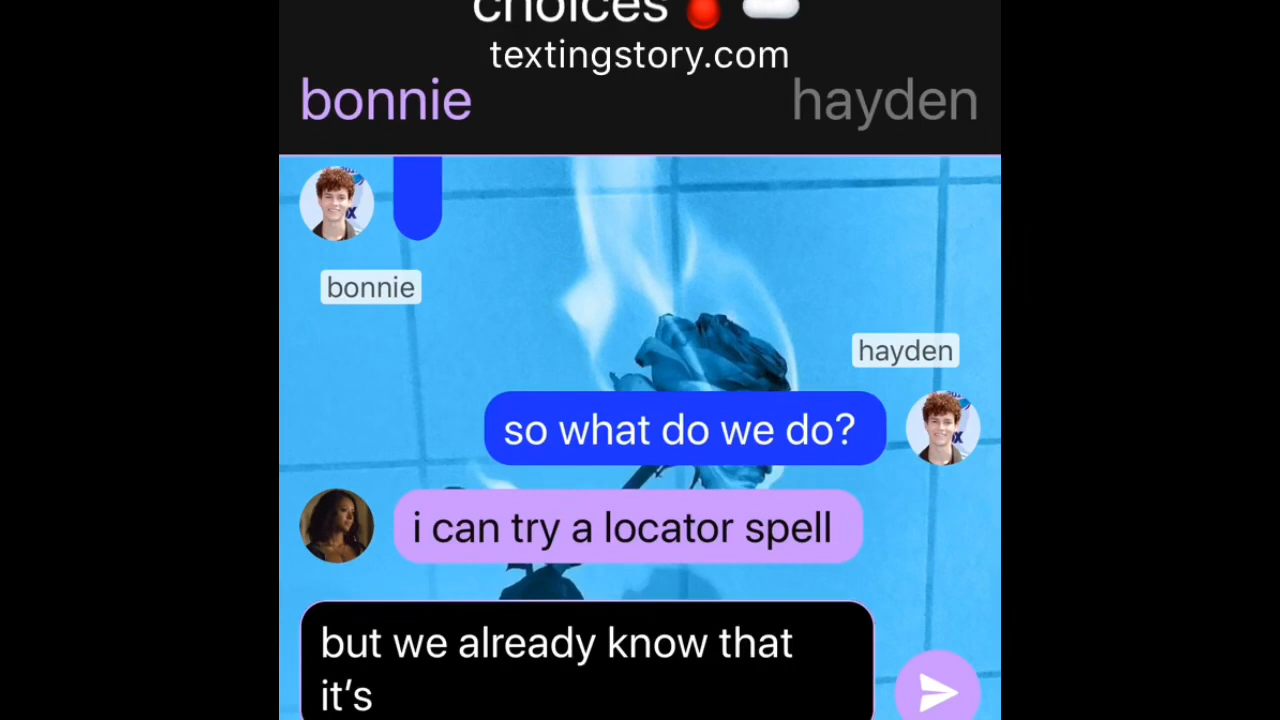 choices
textingstory.com
bonnie
hayden
bonnie
hayden
so what do we do?
i can try a locator spell
but we already know that
it’s